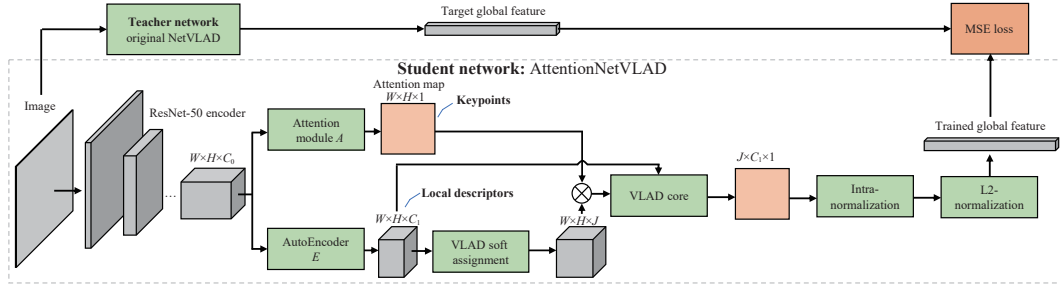 Teacher network
original NetVLAD
Target global feature
MSE loss
Student network: AttentionNetVLAD
Image
ResNet-50 encoder
Attention map
W×H×1
Keypoints
Attention
module A
Trained global feature
W×H×C₀
...
J×C₁×1
Local descriptors
VLAD core
Intra-
normalization
L2-
normalization
W×H×C₁
W×H×J
AutoEncoder
E
VLAD soft
assignment